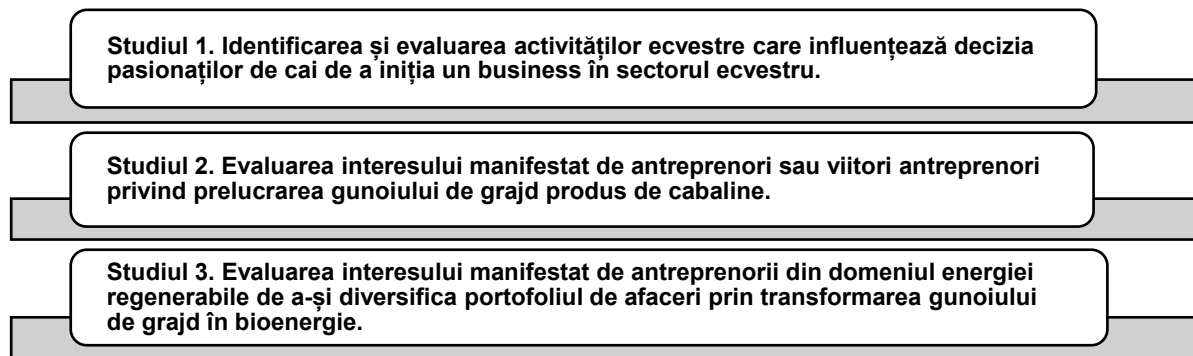 Studiul 1. Identificarea și evaluarea activităților ecvestre care influențează decizia
pasionaților de cai de a iniția un business în sectorul ecvestru.
Studiul 2. Evaluarea interesului manifestat de antreprenori sau viitori antreprenori
privind prelucrarea gunoiului de grajd produs de cabaline.
Studiul 3. Evaluarea interesului manifestat de antreprenorii din domeniul energiei
regenerabile de a-și diversifica portofoliul de afaceri prin transformarea gunoiului
de grajd în bioenergie.